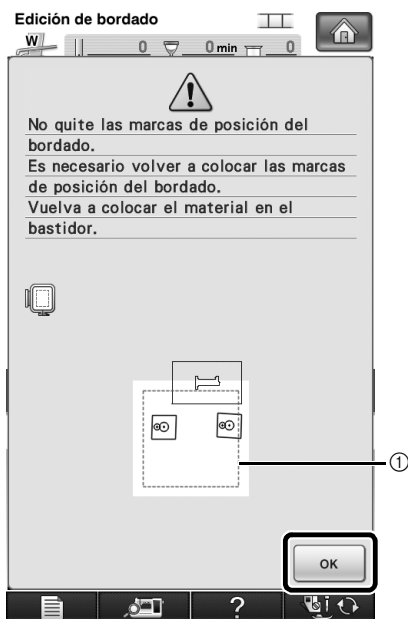 Edición de bordado
W
0 0 min 0
No quite las marcas de posición del
bordado.
Es necesario volver a colocar las marcas
de posición del bordado.
Vuelva a colocar el material en el
bastidor.
①
OK
?